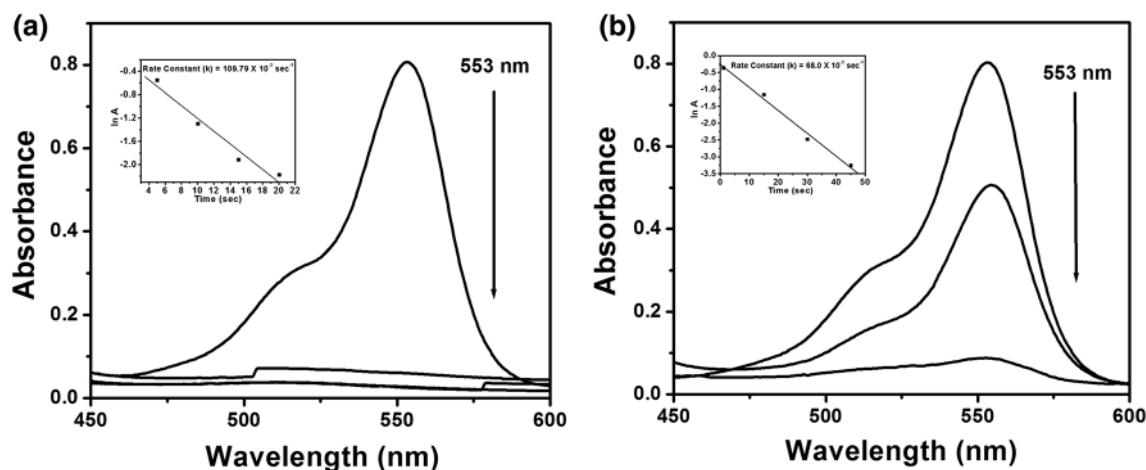 (a)
Absorbance
0.8
0.6
0.4
0.2
0.0
450
500
550
600
Wavelength (nm)
553 nm
Rate Constant (k) = 109.79 X 10⁻³ sec⁻¹
ln A
-0.4
-0.8
-1.2
-1.6
-2.0
4 6 8 10 12 14 16 18 20 22
Time (sec)
(b)
Absorbance
0.8
0.6
0.4
0.2
0.0
450
500
550
600
Wavelength (nm)
553 nm
Rate Constant (k) = 68.0 X 10⁻³ sec⁻¹
ln A
0.0
-0.5
-1.0
-1.5
-2.0
-2.5
-3.0
-3.5
0 10 20 30 40 50
Time (sec)